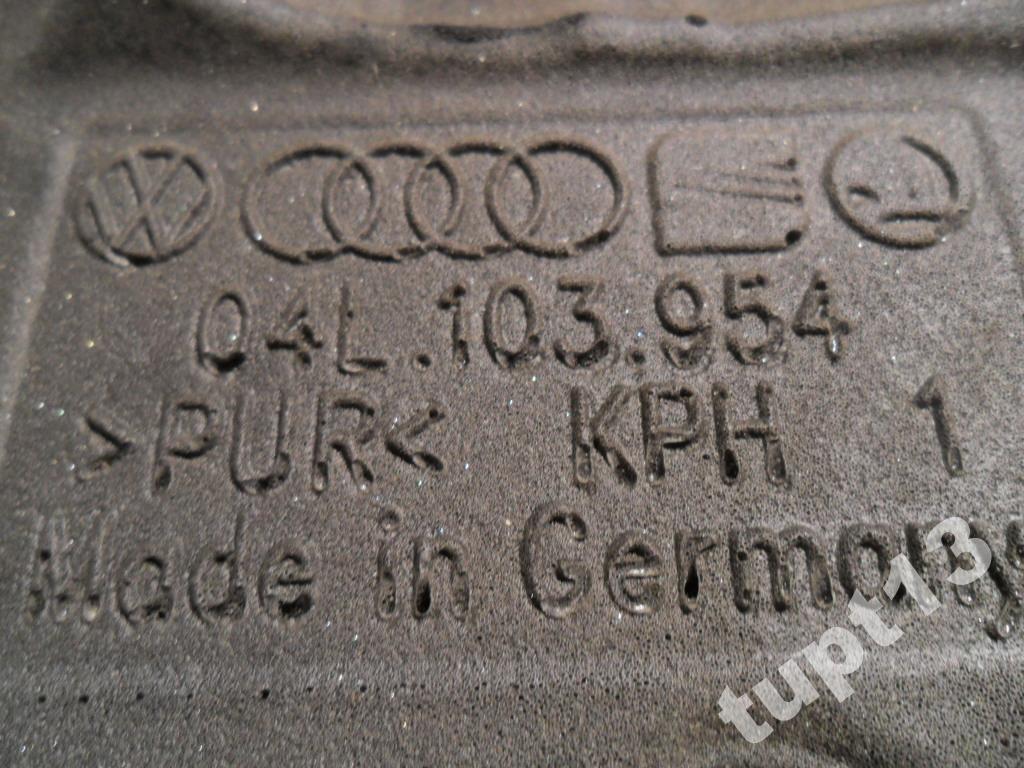 04L.103.954
>PUR< KPH 1
Made in Germany
tupt13